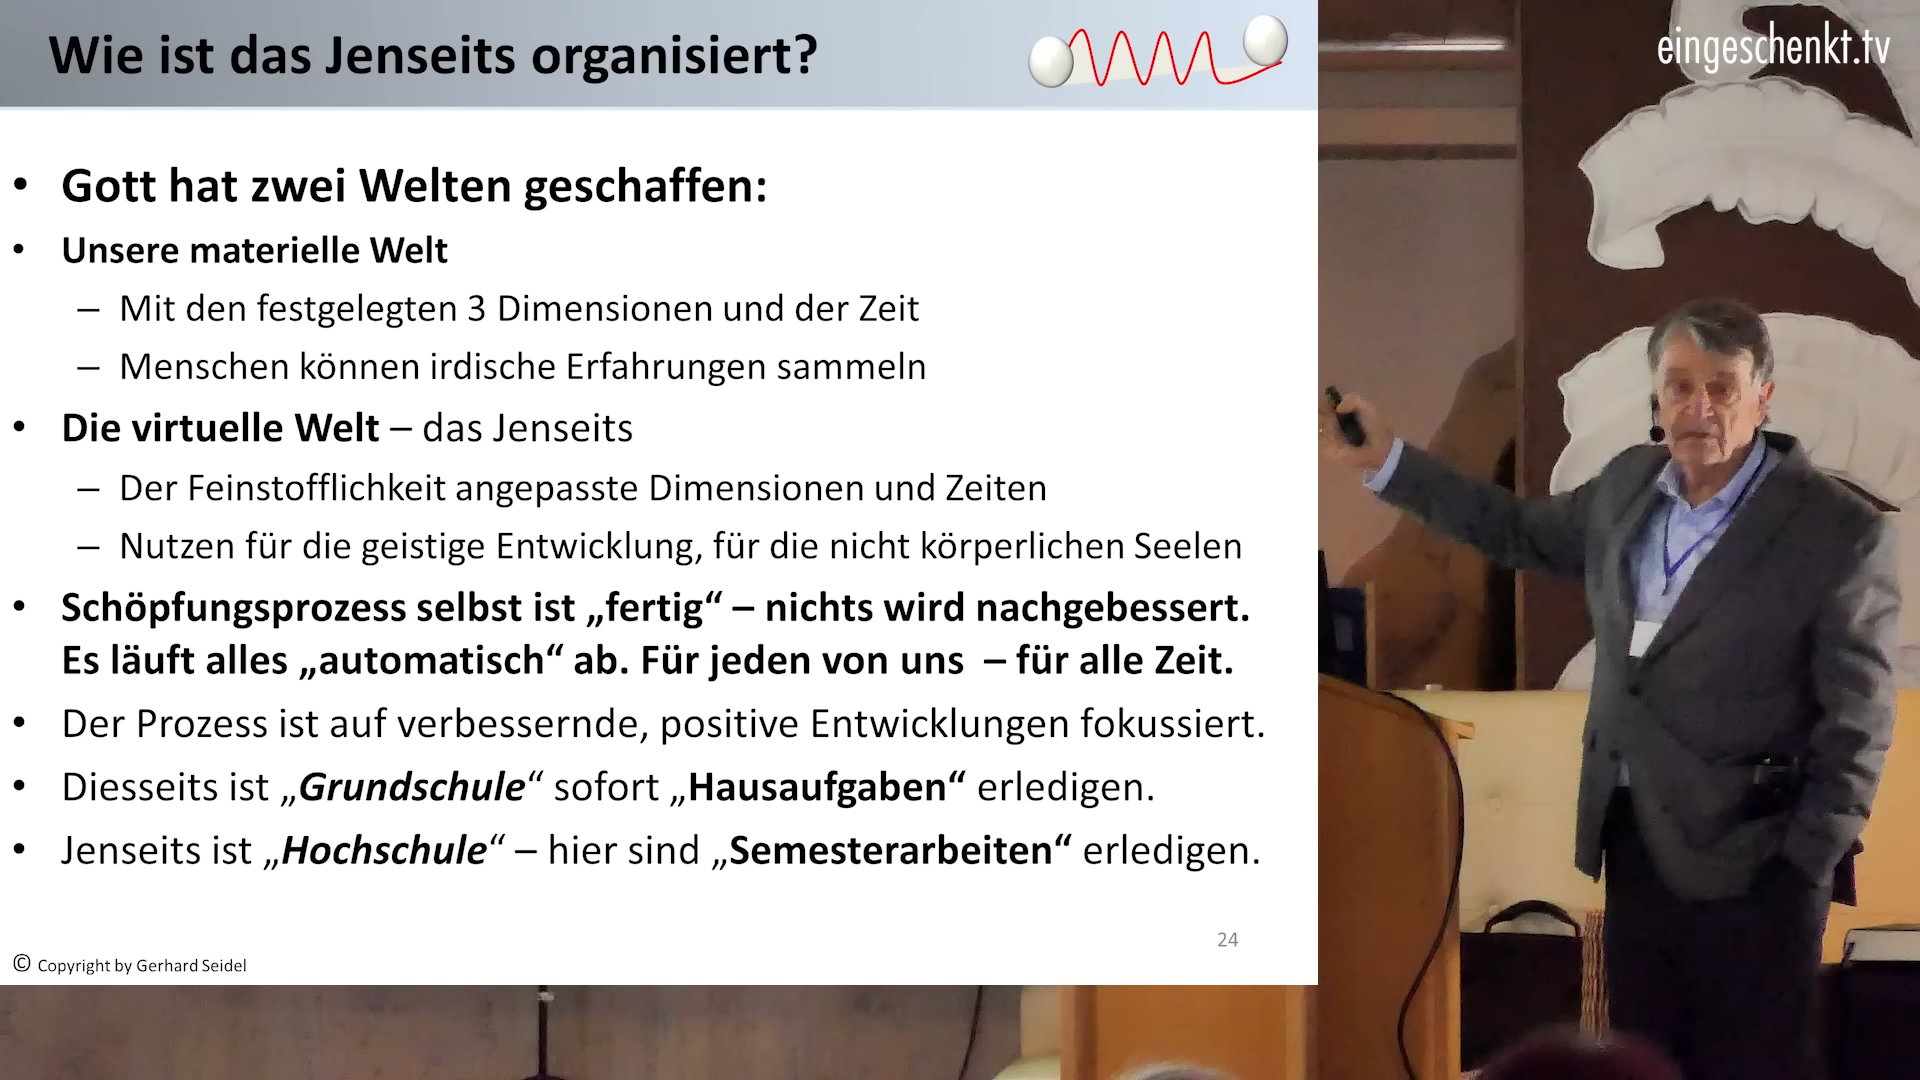 Wie ist das Jenseits organisiert?
eingeschenkt.tv
• Gott hat zwei Welten geschaffen:
• Unsere materielle Welt
– Mit den festgelegten 3 Dimensionen und der Zeit
– Menschen können irdische Erfahrungen sammeln
• Die virtuelle Welt – das Jenseits
– Der Feinstofflichkeit angepasste Dimensionen und Zeiten
– Nutzen für die geistige Entwicklung, für die nicht körperlichen Seelen
• Schöpfungsprozess selbst ist „fertig“ – nichts wird nachgebessert.
Es läuft alles „automatisch“ ab. Für jeden von uns – für alle Zeit.
• Der Prozess ist auf verbessernde, positive Entwicklungen fokussiert.
• Diesseits ist „Grundschule“ sofort „Hausaufgaben“ erledigen.
• Jenseits ist „Hochschule“ – hier sind „Semesterarbeiten“ erledigen.
24
© Copyright by Gerhard Seidel